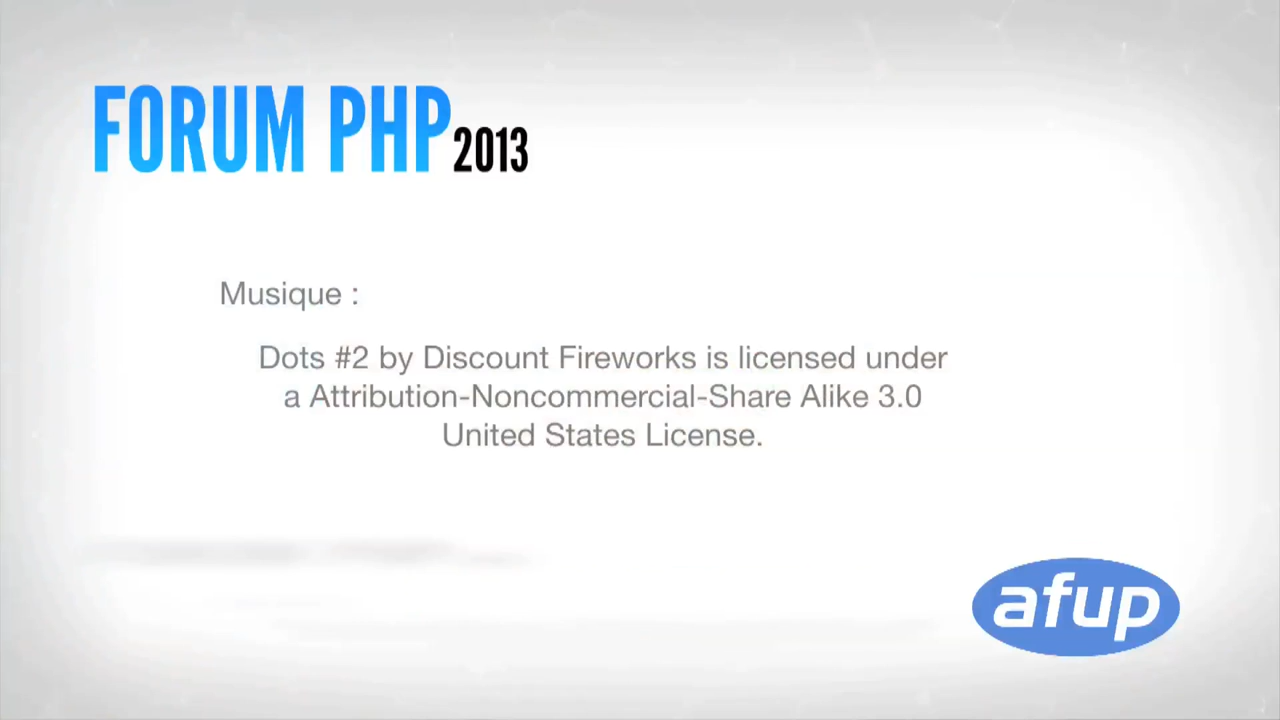 FORUM PHP 2013
Musique :
Dots #2 by Discount Fireworks is licensed under
a Attribution-Noncommercial-Share Alike 3.0
United States License.
afup